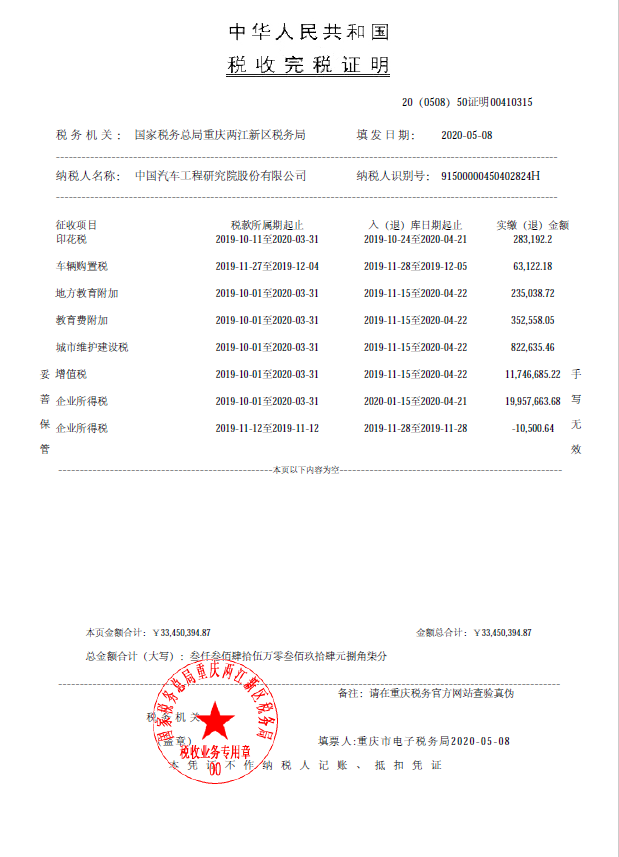 中华人民共和国
税收完税证明
20（0508）50证明00410315
税务机关： 国家税务总局重庆两江新区税务局 填发日期： 2020-05-08
纳税人名称： 中国汽车工程研究院股份有限公司 纳税人识别号： 91500000450402824H
征收项目 税款所属期起止 入（退）库日期起止 实缴（退）金额
印花税 2019-10-11至2020-03-31 2019-10-24至2020-04-21 283,192.2
车辆购置税 2019-11-27至2019-12-04 2019-11-28至2019-12-05 63,122.18
地方教育附加 2019-10-01至2020-03-31 2019-11-15至2020-04-22 235,038.72
教育费附加 2019-10-01至2020-03-31 2019-11-15至2020-04-22 352,558.05
城市维护建设税 2019-10-01至2020-03-31 2019-11-15至2020-04-22 822,635.46
增值税 2019-10-01至2020-03-31 2019-11-15至2020-04-22 11,746,685.22
企业所得税 2019-10-01至2020-03-31 2020-01-15至2020-04-21 19,957,663.68
企业所得税 2019-11-12至2019-11-12 2019-11-28至2019-11-28 -10,500.64
妥善保管
手写无效
本页以下内容为空
本页金额合计：￥33,450,394.87 金额总合计：￥33,450,394.87
总金额合计（大写）：叁仟叁佰肆拾伍万零叁佰玖拾肆元捌角柒分
备注：请在重庆税务官方网站查验真伪
税务机关
（盖章） 填票人:重庆市电子税务局2020-05-08
国家税务总局重庆两江新区税务局
税收业务专用章
00
本凭证不作纳税人记账、抵扣凭证